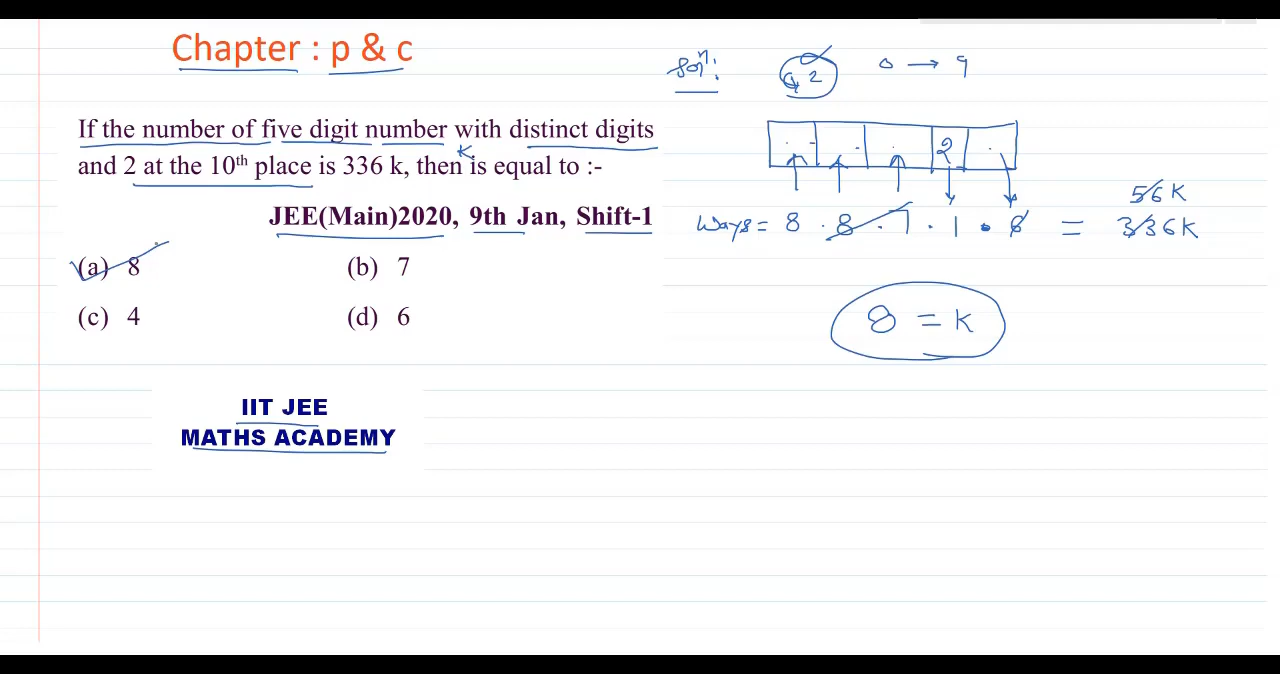 Chapter : p & c
If the number of five digit number with distinct digits
K
and 2 at the 10th place is 336 k, then is equal to :-
JEE(Main)2020, 9th Jan, Shift-1
(a) 8 (b) 7
(c) 4 (d) 6
IIT JEE
MATHS ACADEMY
Solⁿ:
2 0 → 9
2
56 K
Ways = 8 · 8 · 7 · 1 · 6 = 336 K
8 = K